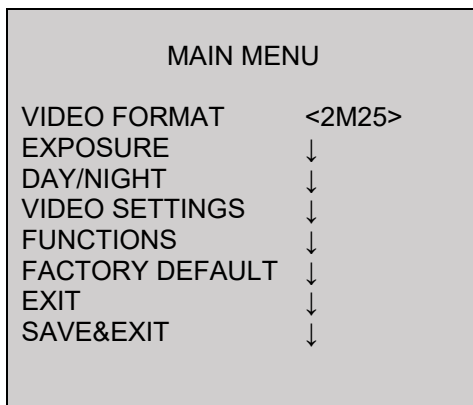 MAIN MENU
VIDEO FORMAT <2M25>
EXPOSURE ↓
DAY/NIGHT ↓
VIDEO SETTINGS ↓
FUNCTIONS ↓
FACTORY DEFAULT ↓
EXIT ↓
SAVE&EXIT ↓